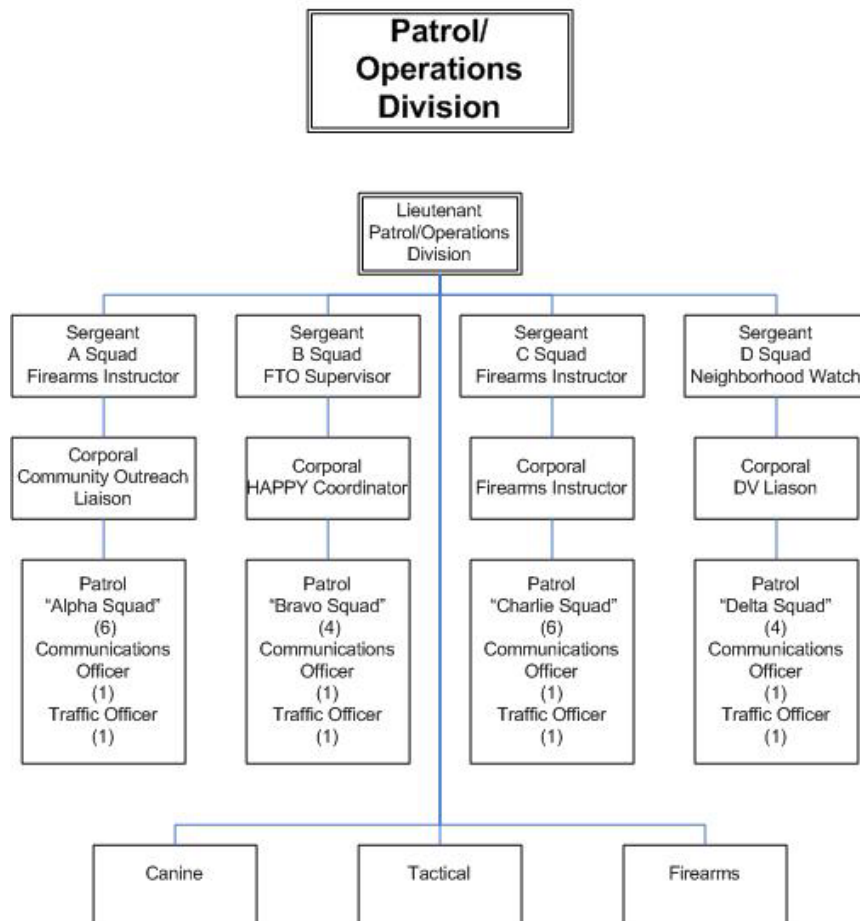 Patrol/
Operations
Division
Lieutenant
Patrol/Operations
Division
Sergeant
A Squad
Firearms Instructor
Sergeant
B Squad
FTO Supervisor
Sergeant
C Squad
Firearms Instructor
Sergeant
D Squad
Neighborhood Watch
Corporal
Community Outreach
Liaison
Corporal
HAPPY Coordinator
Corporal
Firearms Instructor
Corporal
DV Liason
Patrol
“Alpha Squad”
(6)
Communications
Officer
(1)
Traffic Officer
(1)
Patrol
“Bravo Squad”
(4)
Communications
Officer
(1)
Traffic Officer
(1)
Patrol
“Charlie Squad”
(6)
Communications
Officer
(1)
Traffic Officer
(1)
Patrol
“Delta Squad”
(4)
Communications
Officer
(1)
Traffic Officer
(1)
Canine
Tactical
Firearms